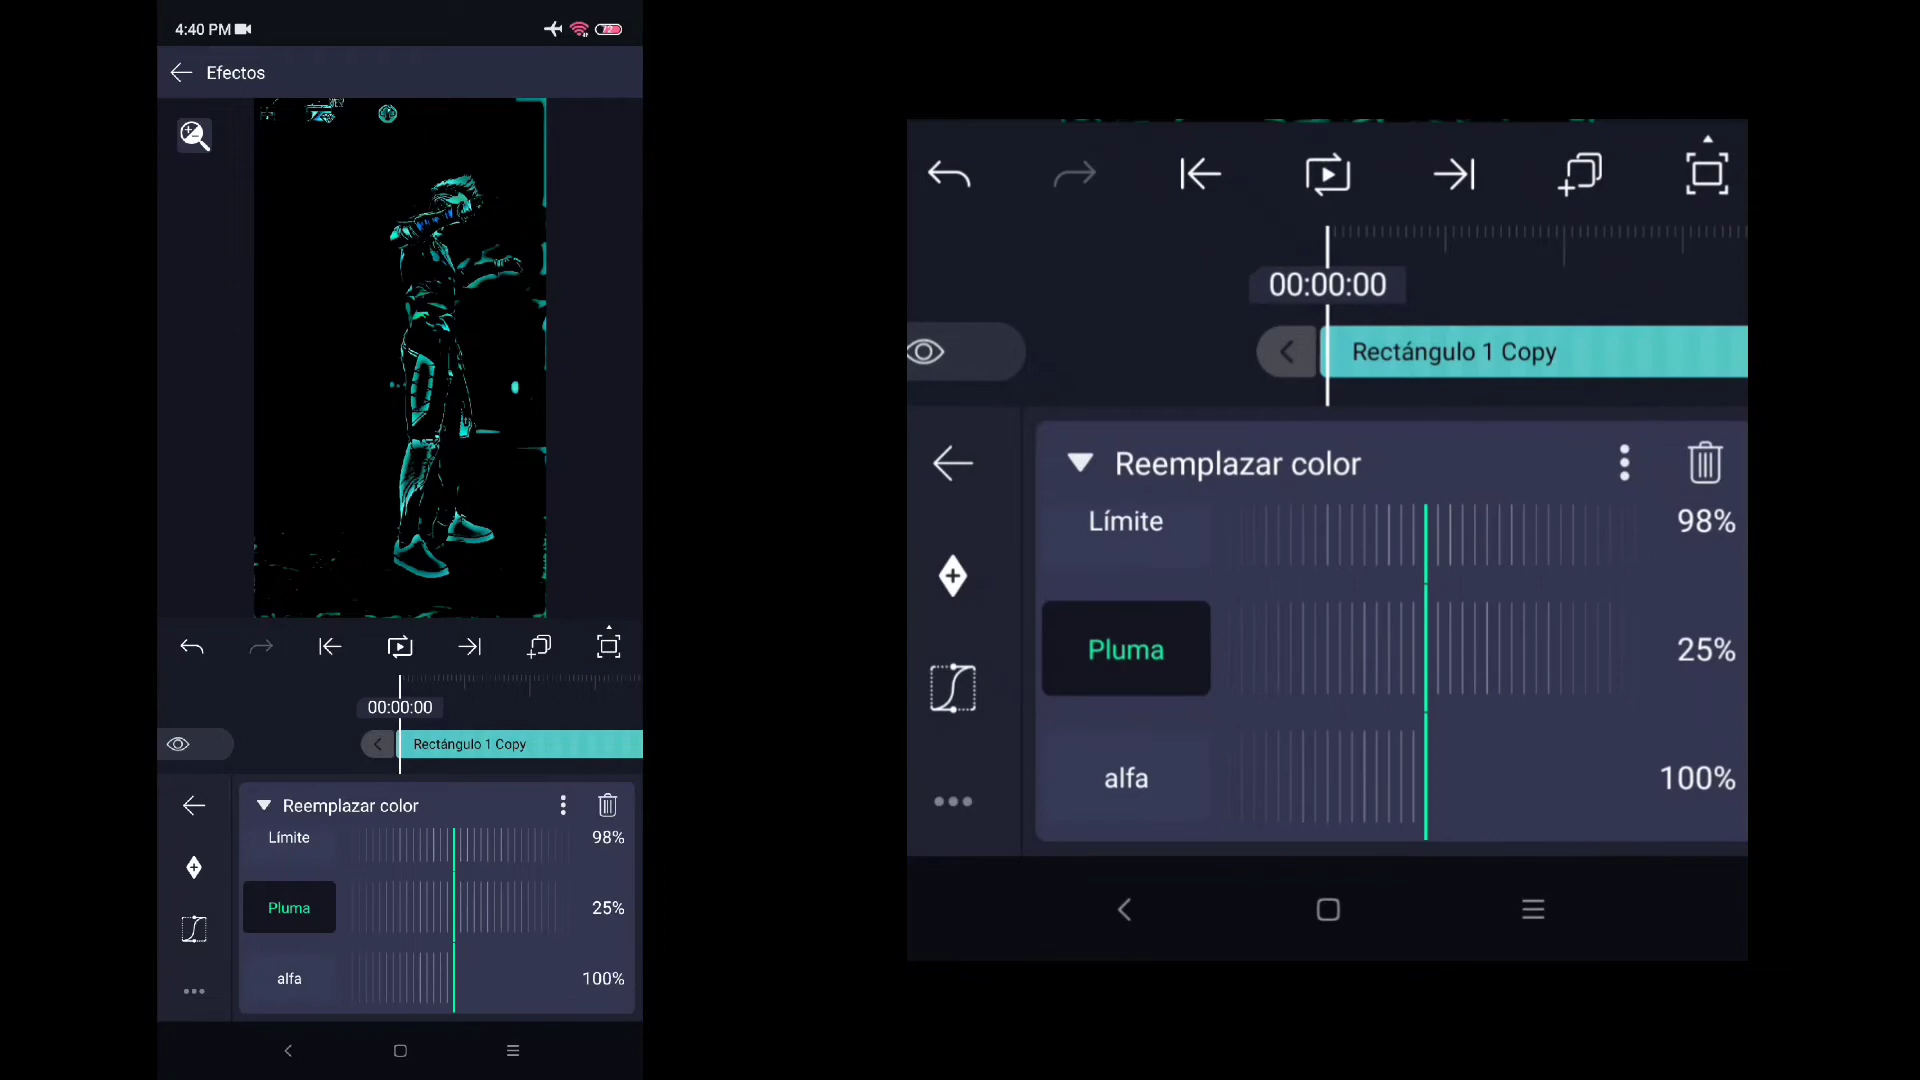 4:40 PM
72
Efectos
00:00:00
Rectángulo 1 Copy
Reemplazar color
Límite
98%
Pluma
25%
alfa
100%
00:00:00
Rectángulo 1 Copy
Reemplazar color
Límite
98%
Pluma
25%
alfa
100%